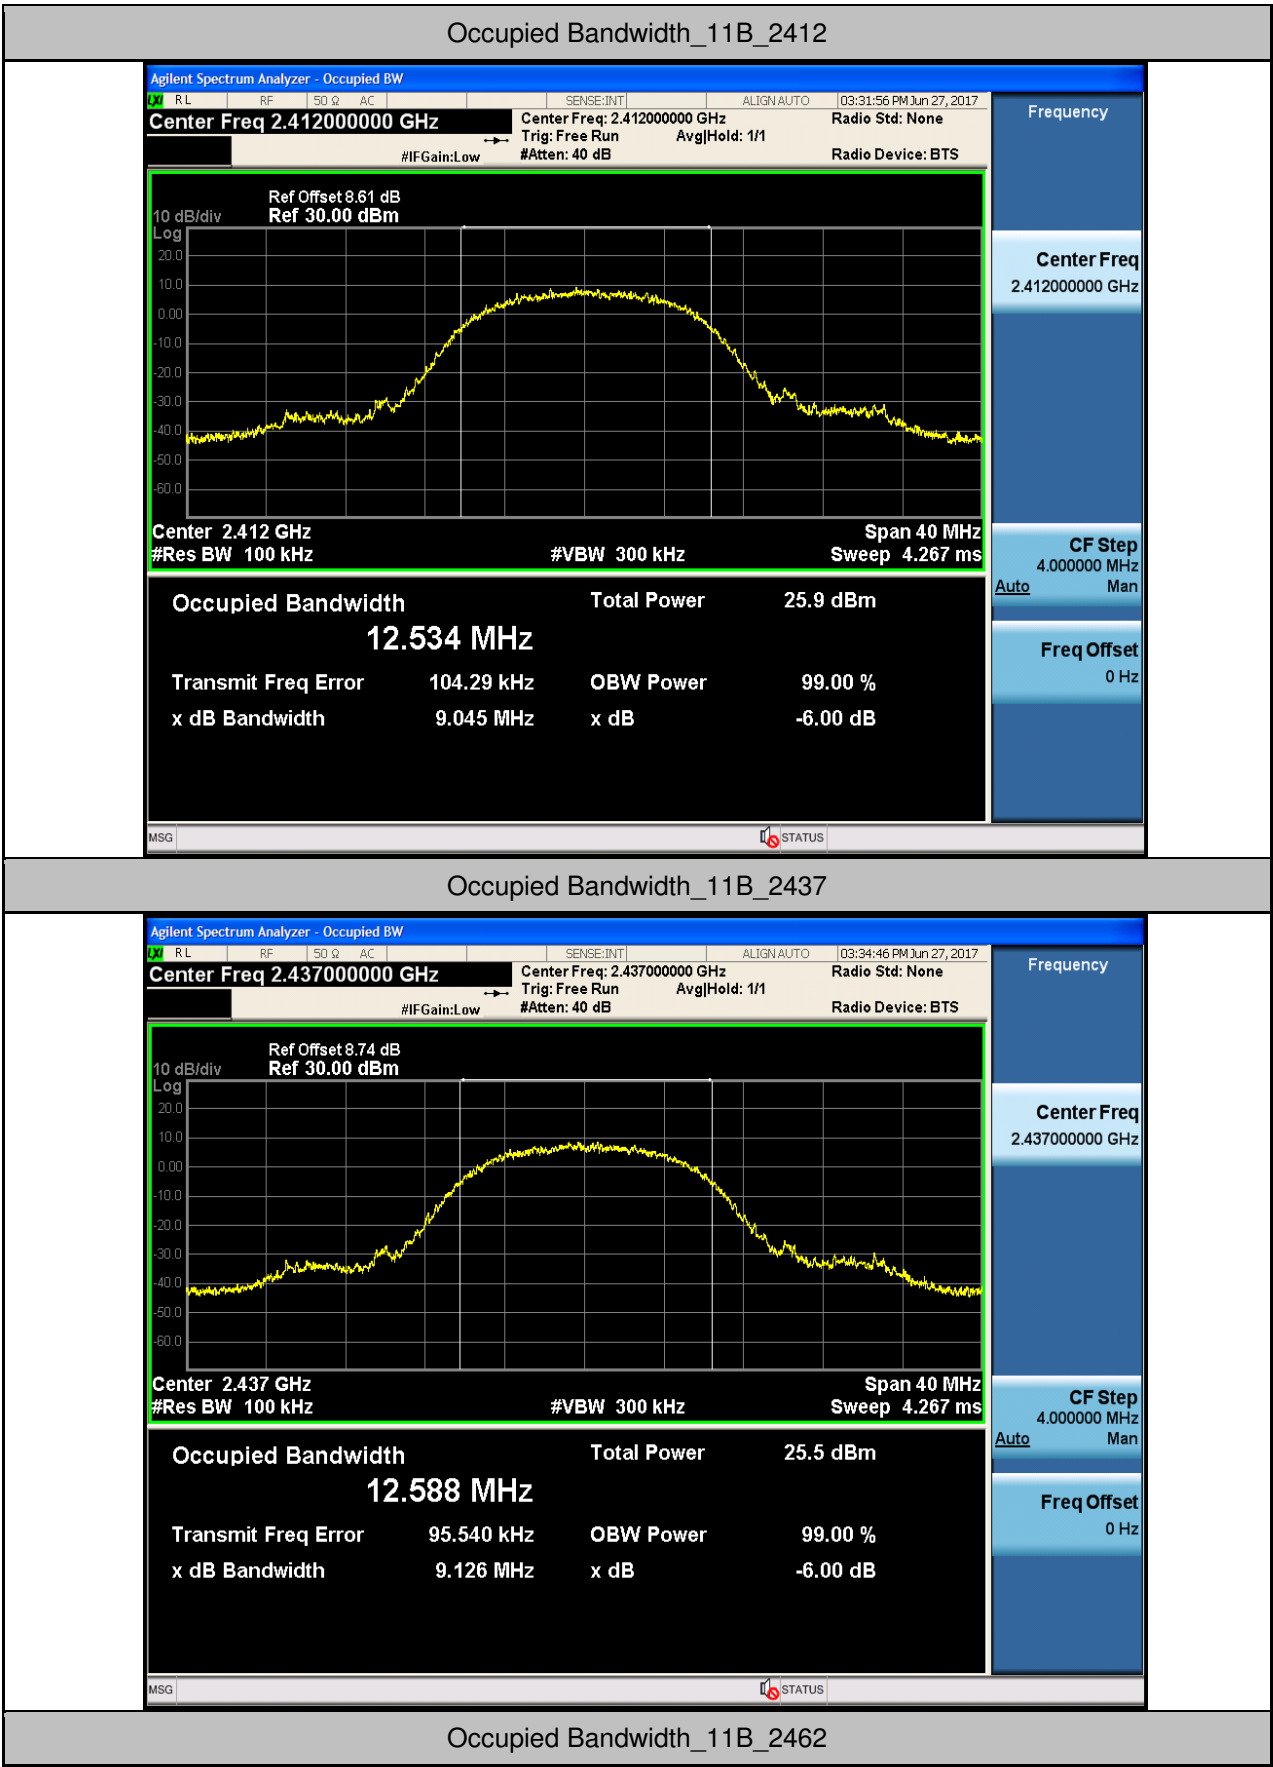 Occupied Bandwidth_11B_2412
Agilent Spectrum Analyzer - Occupied BW
LXI RL RF 50 Ω AC SENSE:INT ALIGN AUTO 03:31:56 PM Jun 27, 2017
Center Freq 2.412000000 GHz
Center Freq: 2.412000000 GHz Radio Std: None
Trig: Free Run Avg|Hold: 1/1
#IFGain:Low #Atten: 40 dB Radio Device: BTS
Frequency
Ref Offset 8.61 dB
10 dB/div Ref 30.00 dBm
Log
20.0
10.0
0.00
-10.0
-20.0
-30.0
-40.0
-50.0
-60.0
Center 2.412 GHz Span 40 MHz
#Res BW 100 kHz #VBW 300 kHz Sweep 4.267 ms
Center Freq
2.412000000 GHz
CF Step
4.000000 MHz
Auto Man
Freq Offset
0 Hz
Occupied Bandwidth Total Power 25.9 dBm
12.534 MHz
Transmit Freq Error 104.29 kHz OBW Power 99.00 %
x dB Bandwidth 9.045 MHz x dB -6.00 dB
MSG STATUS
Occupied Bandwidth_11B_2437
Agilent Spectrum Analyzer - Occupied BW
LXI RL RF 50 Ω AC SENSE:INT ALIGN AUTO 03:34:46 PM Jun 27, 2017
Center Freq 2.437000000 GHz
Center Freq: 2.437000000 GHz Radio Std: None
Trig: Free Run Avg|Hold: 1/1
#IFGain:Low #Atten: 40 dB Radio Device: BTS
Frequency
Ref Offset 8.74 dB
10 dB/div Ref 30.00 dBm
Log
20.0
10.0
0.00
-10.0
-20.0
-30.0
-40.0
-50.0
-60.0
Center 2.437 GHz Span 40 MHz
#Res BW 100 kHz #VBW 300 kHz Sweep 4.267 ms
Center Freq
2.437000000 GHz
CF Step
4.000000 MHz
Auto Man
Freq Offset
0 Hz
Occupied Bandwidth Total Power 25.5 dBm
12.588 MHz
Transmit Freq Error 95.540 kHz OBW Power 99.00 %
x dB Bandwidth 9.126 MHz x dB -6.00 dB
MSG STATUS
Occupied Bandwidth_11B_2462